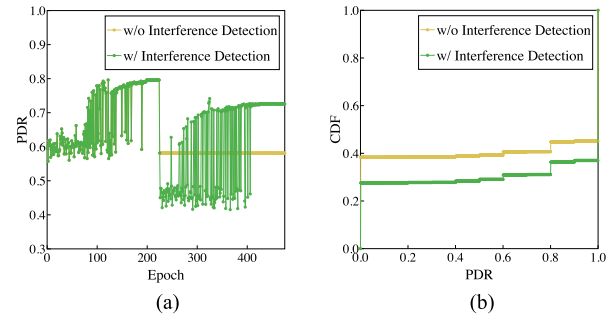 1.0
0.9
0.8
0.7
0.6
0.5
0.4
0.3
PDR
w/o Interference Detection
w/ Interference Detection
0 100 200 300 400
Epoch
(a)
1.0
0.8
0.6
0.4
0.2
0.0
CDF
w/o Interference Detection
w/ Interference Detection
0.0 0.2 0.4 0.6 0.8 1.0
PDR
(b)